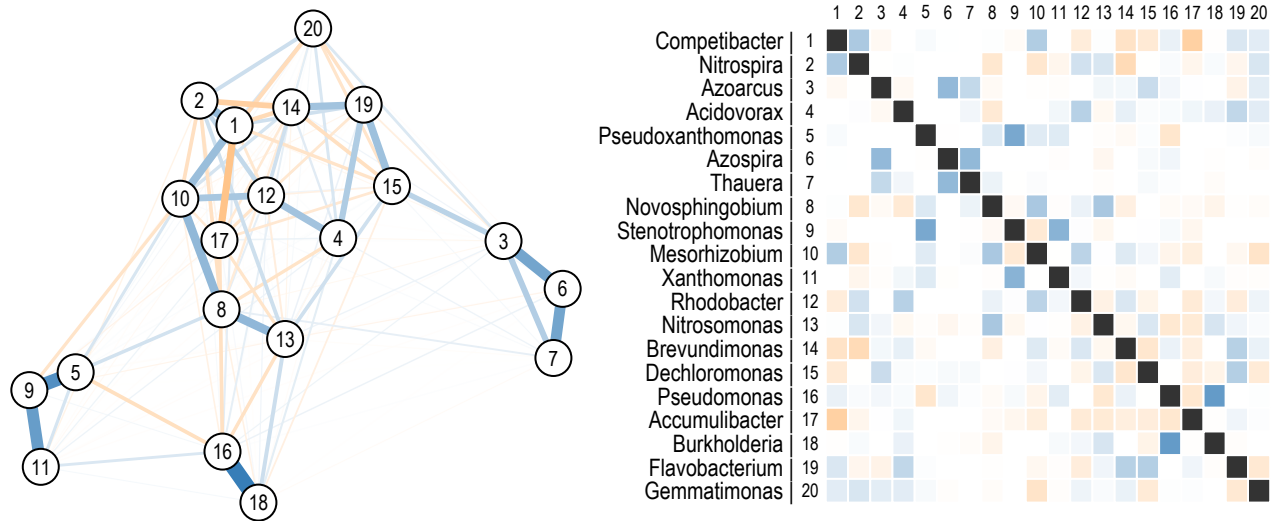 20
2
14
19
1
10
12
15
17
4
3
6
8
13
7
5
9
11
16
18
1 2 3 4 5 6 7 8 9 10 11 12 13 14 15 16 17 18 19 20
Competibacter 1
Nitrospira 2
Azoarcus 3
Acidovorax 4
Pseudoxanthomonas 5
Azospira 6
Thauera 7
Novosphingobium 8
Stenotrophomonas 9
Mesorhizobium 10
Xanthomonas 11
Rhodobacter 12
Nitrosomonas 13
Brevundimonas 14
Dechloromonas 15
Pseudomonas 16
Accumulibacter 17
Burkholderia 18
Flavobacterium 19
Gemmatimonas 20